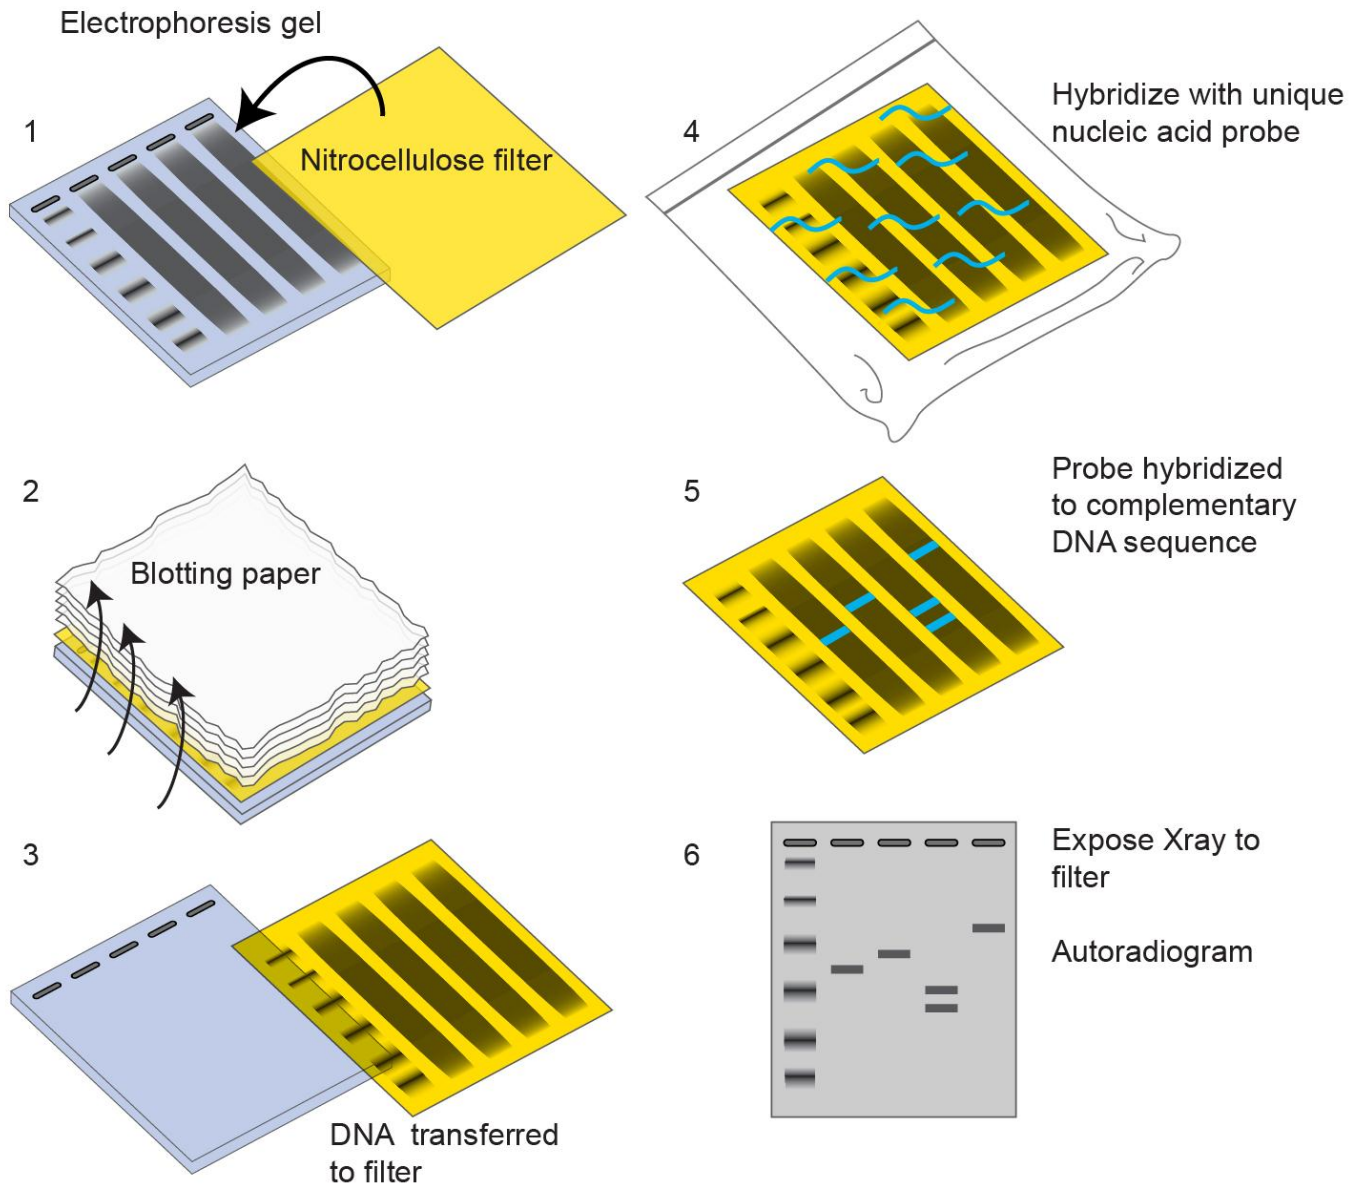 Electrophoresis gel
1
Nitrocellulose filter
2
Blotting paper
3
DNA transferred
to filter
4
Hybridize with unique
nucleic acid probe
5
Probe hybridized
to complementary
DNA sequence
6
Expose Xray to
filter
Autoradiogram